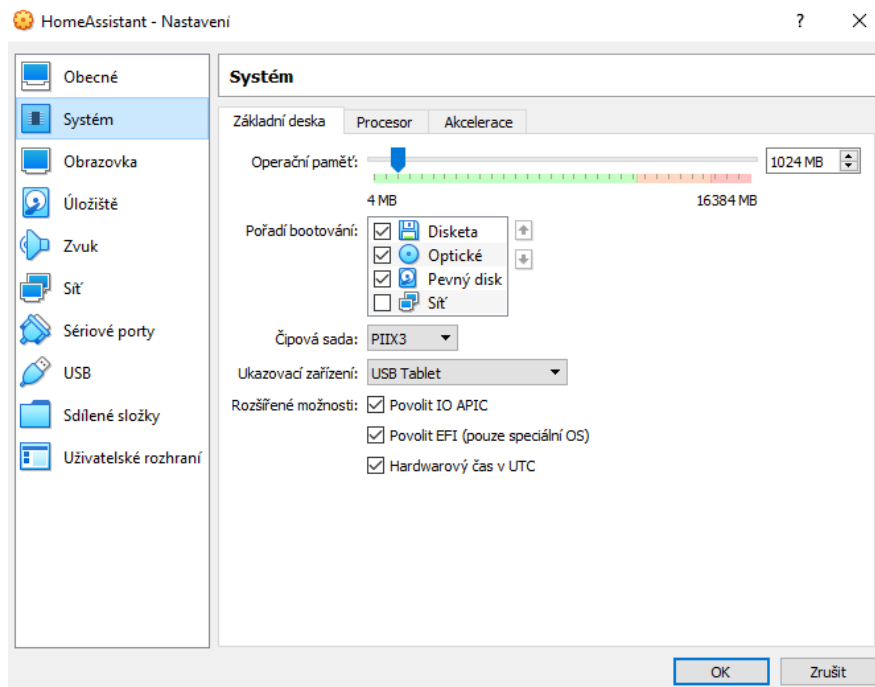 HomeAssistant - Nastavení
?
Obecné
Systém
Obrazovka
Úložiště
Zvuk
Síť
Sériové porty
USB
Sdílené složky
Uživatelské rozhraní
Systém
Základní deska
Procesor
Akcelerace
Operační paměť:
1024 MB
4 MB
16384 MB
Pořadí bootování:
Disketa
Optické
Pevný disk
Síť
Čipová sada:
PIIX3
Ukazovací zařízení:
USB Tablet
Rozšířené možnosti:
Povolit IO APIC
Povolit EFI (pouze speciální OS)
Hardwarový čas v UTC
OK
Zrušit